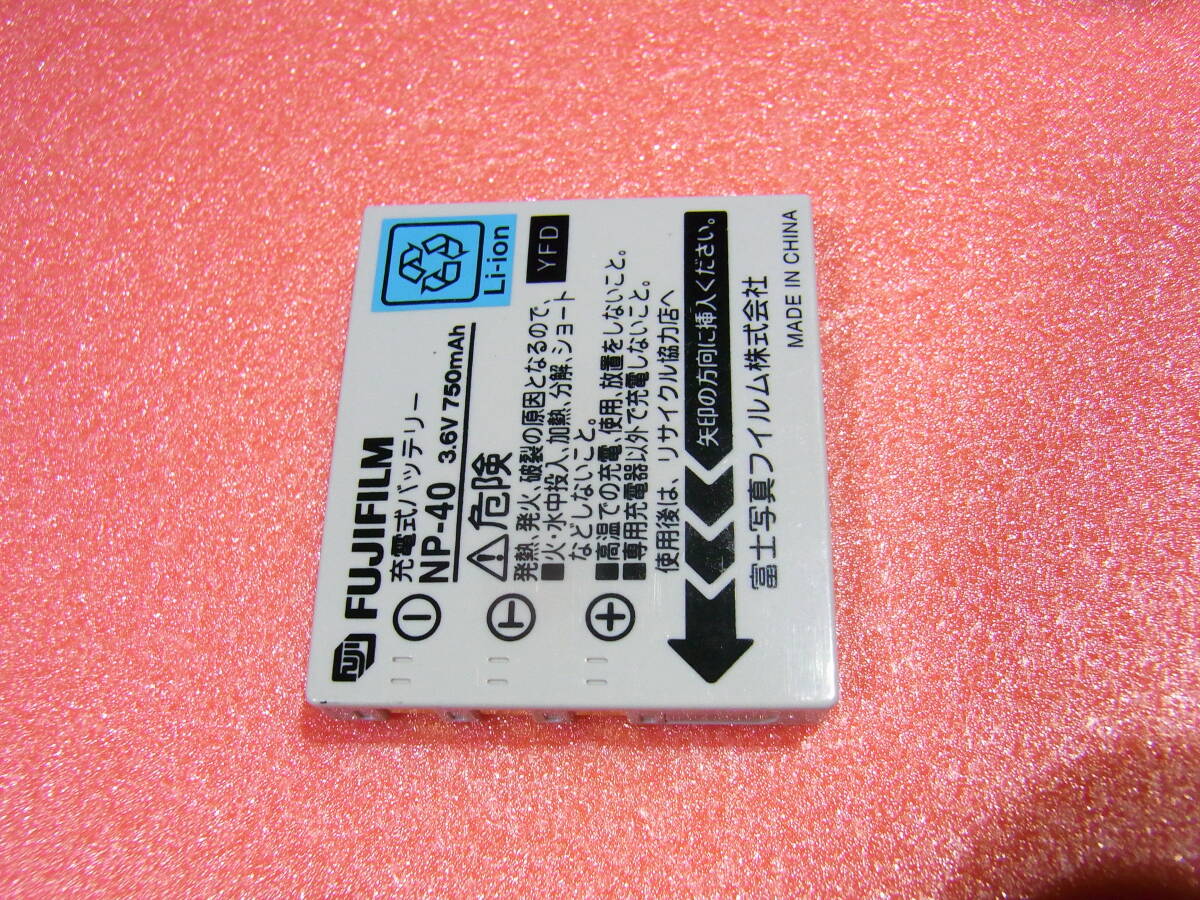 FUJI FUJIFILM
充電式バッテリー
NP-40 3.6V 750mAh
Li-ion
危険
YFD
発熱、発火、破裂の原因となるので、
■火・水中投入、加熱、分解、ショート
などしないこと。
■高温での充電、使用、放置をしないこと。
■専用充電器以外で充電しないこと。
使用後は、リサイクル協力店へ
矢印の方向に挿入ください。
富士写真フイルム株式会社
MADE IN CHINA